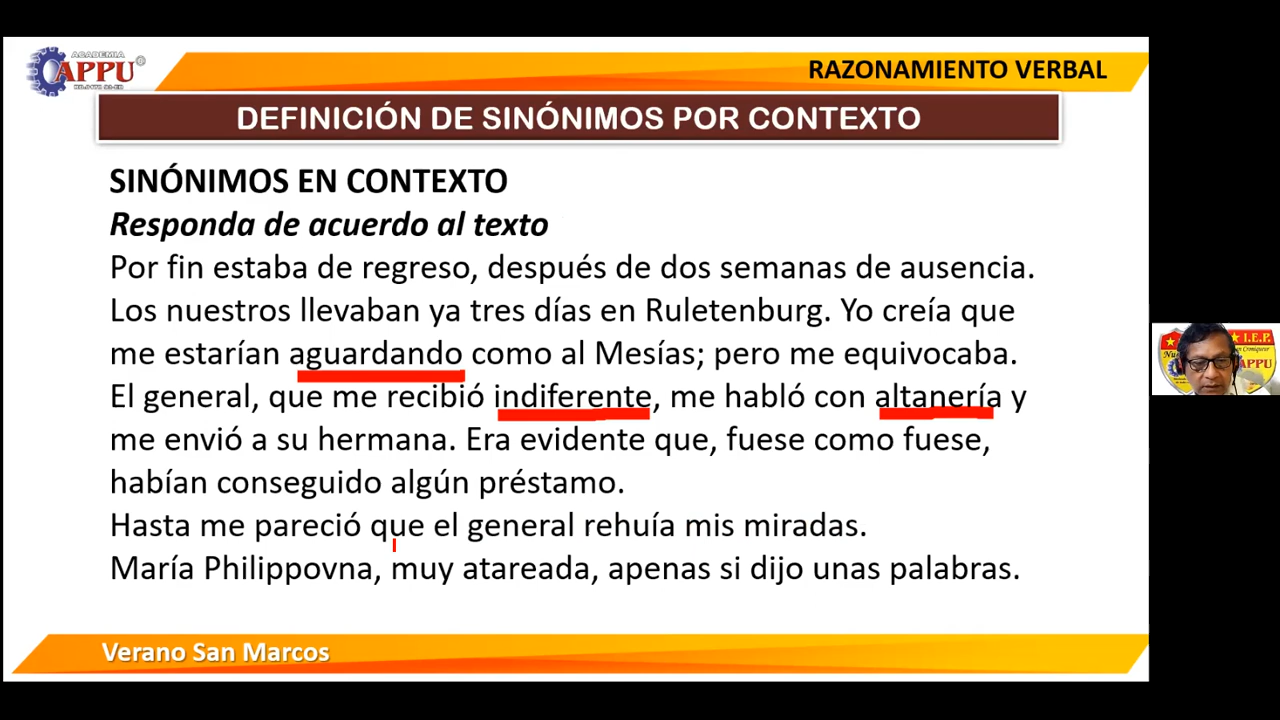 ACADEMIA
APPU
RAZONAMIENTO VERBAL
DEFINICIÓN DE SINÓNIMOS POR CONTEXTO
SINÓNIMOS EN CONTEXTO
Responda de acuerdo al texto
Por fin estaba de regreso, después de dos semanas de ausencia.
Los nuestros llevaban ya tres días en Ruletenburg. Yo creía que
me estarían aguardando como al Mesías; pero me equivocaba.
El general, que me recibió indiferente, me habló con altanería y
me envió a su hermana. Era evidente que, fuese como fuese,
habían conseguido algún préstamo.
Hasta me pareció que el general rehuía mis miradas.
María Philippovna, muy atareada, apenas si dijo unas palabras.
Verano San Marcos
I.E.P.
APPU